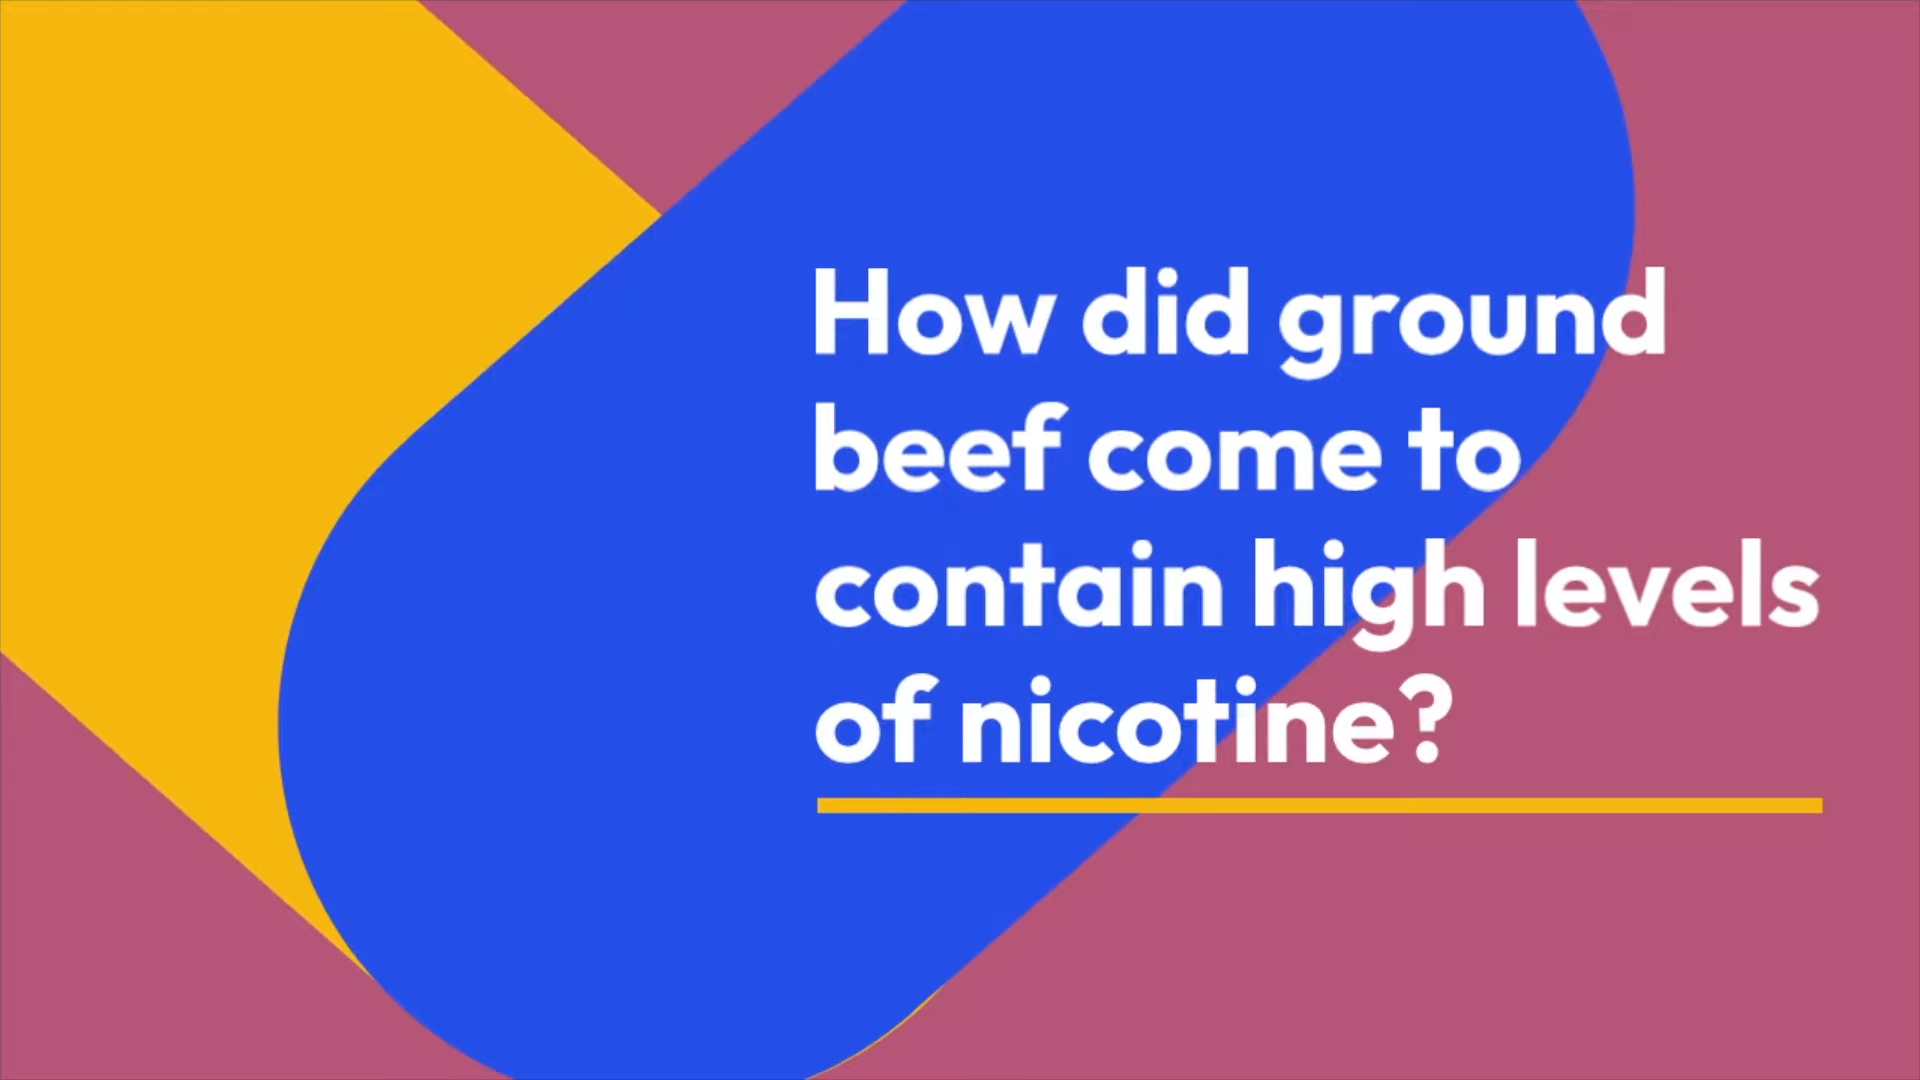 How did ground
beef come to
contain high levels
of nicotine?